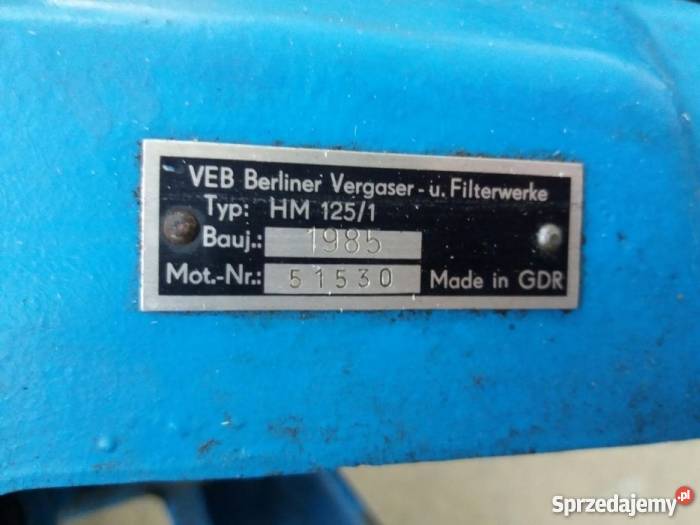 VEB Berliner Vergaser - u. Filterwerke
Typ: HM 125/1
Bauj.: 1985
Mot.-Nr.: 51530 Made in GDR
Sprzedajemy.pl